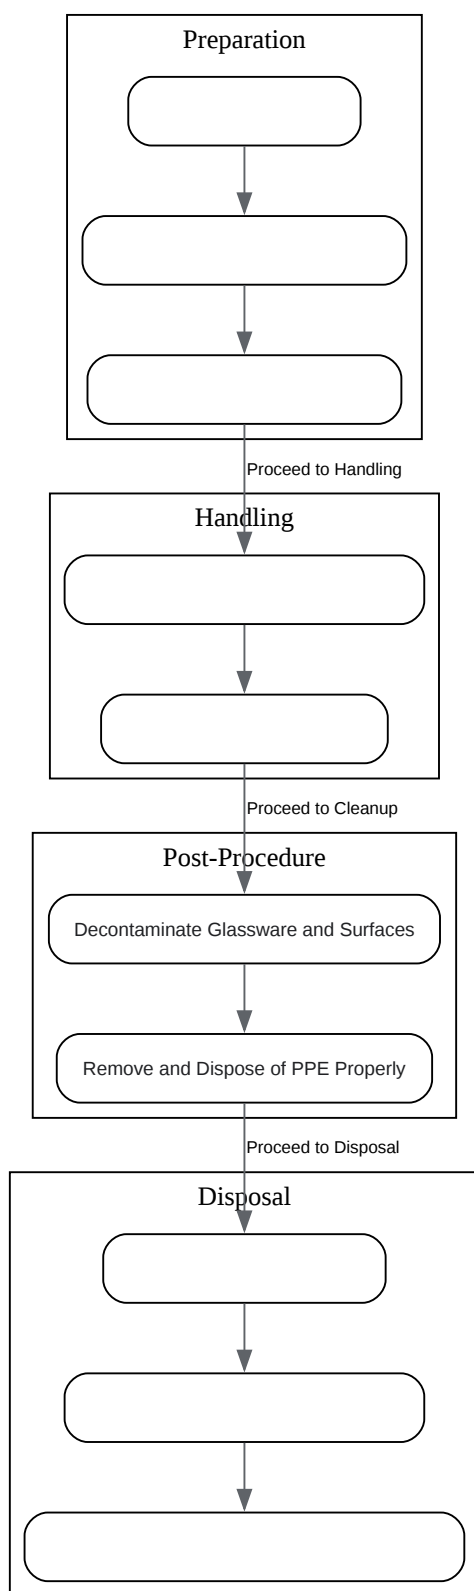 Preparation
Proceed to Handling
Handling
Proceed to Cleanup
Post-Procedure
Decontaminate Glassware and Surfaces
Remove and Dispose of PPE Properly
Proceed to Disposal
Disposal